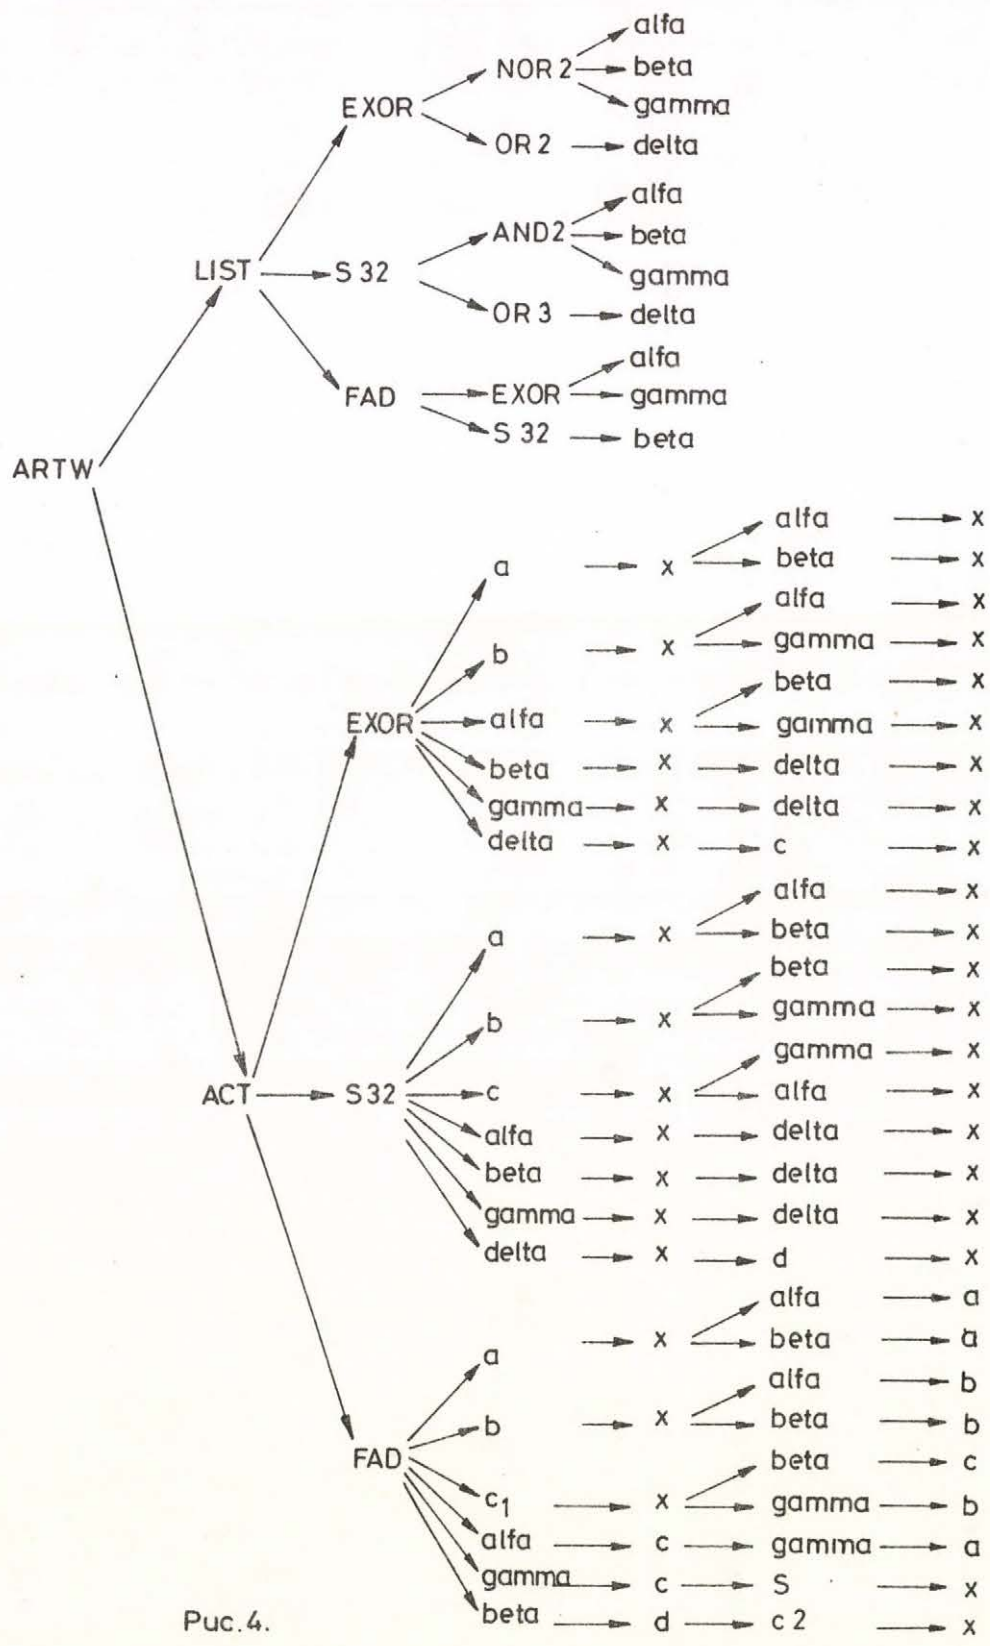 alfa
NOR 2 beta
EXOR gamma
OR 2 delta
alfa
AND2 beta
LIST S 32 gamma
OR 3 delta
alfa
FAD EXOR gamma
S 32 beta
ARTW
alfa x
a x beta x
alfa x
b x gamma x
beta x
EXOR alfa x gamma x
beta x delta x
gamma x delta x
delta x c x
alfa x
a x beta x
beta x
b x gamma x
gamma x
ACT S32 c x alfa x
alfa x delta x
beta x delta x
gamma x delta x
delta x d x
alfa a
a x beta a
alfa b
b x beta b
FAD beta c
c1 x gamma b
alfa c gamma a
gamma c S x
beta d c2 x
Рис.4.